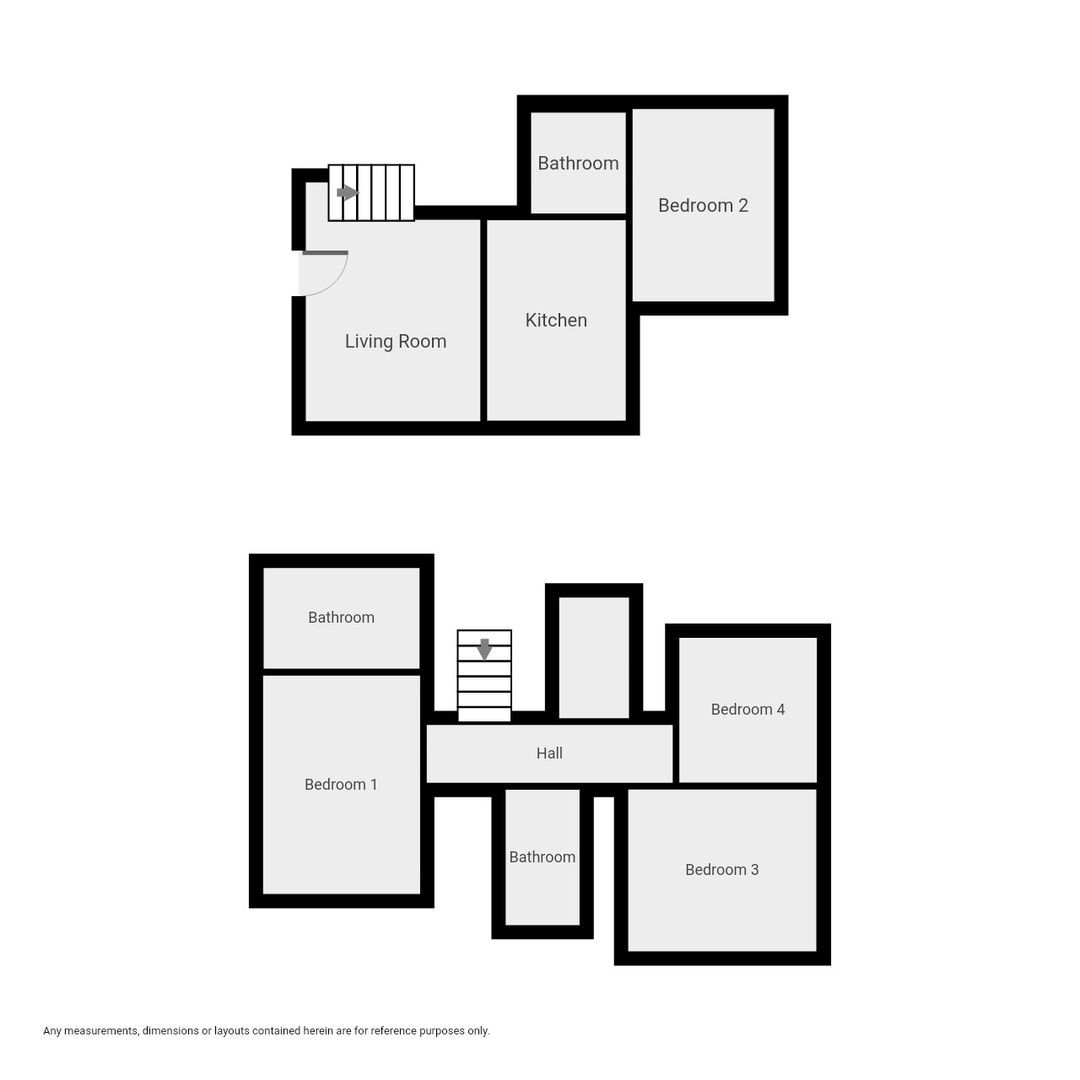 Bathroom
Bedroom 2
Kitchen
Living Room
Bathroom
Bedroom 4
Hall
Bedroom 1
Bathroom
Bedroom 3
Any measurements, dimensions or layouts contained herein are for reference purposes only.